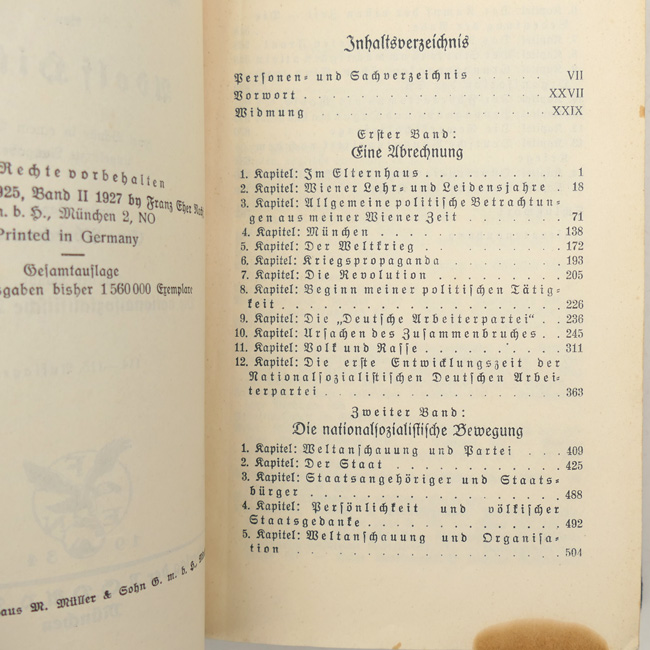 Rechte vorbehalten
925, Band II 1927 by Franz Eher
m. b. H., München 2, NO
Printed in Germany
Gesamtauflage
gaben bisher 1 560 000 Exemplare
aus M. Müller & Sohn G. m. b. H.
Inhaltsverzeichnis
Personen- und Sachverzeichnis . . . . . VII
Vorwort . . . . . . . . . . . . . . XXVII
Widmung . . . . . . . . . . . . . . XXIX
Erster Band:
Eine Abrechnung
1. Kapitel: Im Elternhaus . . . . . . . . . 1
2. Kapitel: Wiener Lehr- und Leidensjahre . 18
3. Kapitel: Allgemeine politische Betrachtun-
gen aus meiner Wiener Zeit . . . . . . 71
4. Kapitel: München . . . . . . . . . . . 138
5. Kapitel: Der Weltkrieg . . . . . . . . . 172
6. Kapitel: Kriegspropaganda . . . . . . . 193
7. Kapitel: Die Revolution . . . . . . . . 205
8. Kapitel: Beginn meiner politischen Tätig-
keit . . . . . . . . . . . . . . . . . 226
9. Kapitel: Die „Deutsche Arbeiterpartei“ . . 236
10. Kapitel: Ursachen des Zusammenbruches . . 245
11. Kapitel: Volk und Rasse . . . . . . . . 311
12. Kapitel: Die erste Entwicklungszeit der
Nationalsozialistischen Deutschen Arbei-
terpartei . . . . . . . . . . . . . . . 363
Zweiter Band:
Die nationalsozialistische Bewegung
1. Kapitel: Weltanschauung und Partei . . . 409
2. Kapitel: Der Staat . . . . . . . . . . . 425
3. Kapitel: Staatsangehöriger und Staats-
bürger . . . . . . . . . . . . . . . . 488
4. Kapitel: Persönlichkeit und völkischer
Staatsgedanke . . . . . . . . . . . . . 492
5. Kapitel: Weltanschauung und Organisa-
tion . . . . . . . . . . . . . . . . . 504